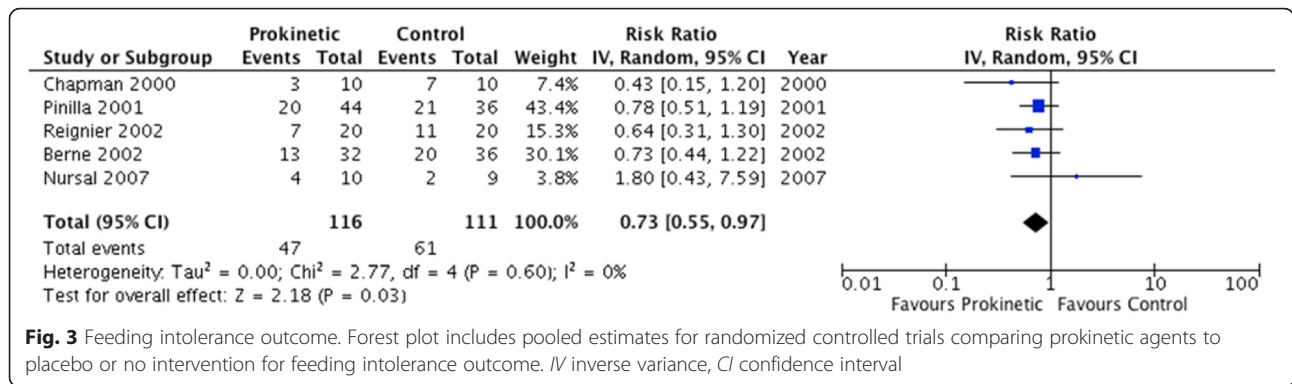 Prokinetic Control Risk Ratio Risk Ratio
Study or Subgroup Events Total Events Total Weight IV, Random, 95% CI Year IV, Random, 95% CI
Chapman 2000 3 10 7 10 7.4% 0.43 [0.15, 1.20] 2000
Pinilla 2001 20 44 21 36 43.4% 0.78 [0.51, 1.19] 2001
Reignier 2002 7 20 11 20 15.3% 0.64 [0.31, 1.30] 2002
Berne 2002 13 32 20 36 30.1% 0.73 [0.44, 1.22] 2002
Nursal 2007 4 10 2 9 3.8% 1.80 [0.43, 7.59] 2007
Total (95% CI) 116 111 100.0% 0.73 [0.55, 0.97]
Total events 47 61
Heterogeneity: Tau² = 0.00; Chi² = 2.77, df = 4 (P = 0.60); I² = 0%
Test for overall effect: Z = 2.18 (P = 0.03)
0.01 0.1 1 10 100
Favours Prokinetic Favours Control
Fig. 3 Feeding intolerance outcome. Forest plot includes pooled estimates for randomized controlled trials comparing prokinetic agents to
placebo or no intervention for feeding intolerance outcome. IV inverse variance, CI confidence interval